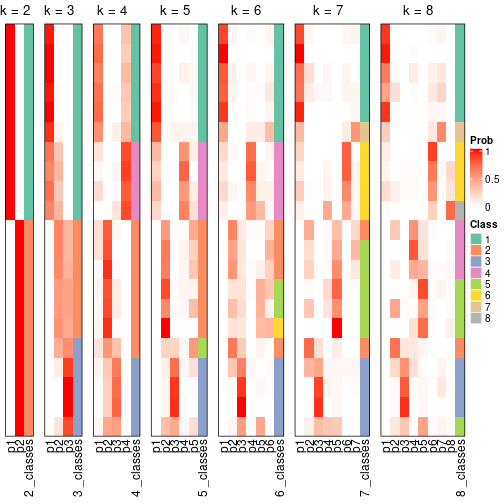 k = 2 k = 3 k = 4 k = 5 k = 6 k = 7 k = 8
Prob
1
0.5
0
Class
1
2
3
4
5
6
7
8
p1 p2 2_classes p1 p2 p3 3_classes p1 p2 p3 p4 4_classes p1 p2 p3 p4 p5 5_classes p1 p2 p3 p4 p5 p6 6_classes p1 p2 p3 p4 p5 p6 p7 7_classes p1 p2 p3 p4 p5 p6 p7 p8 8_classes